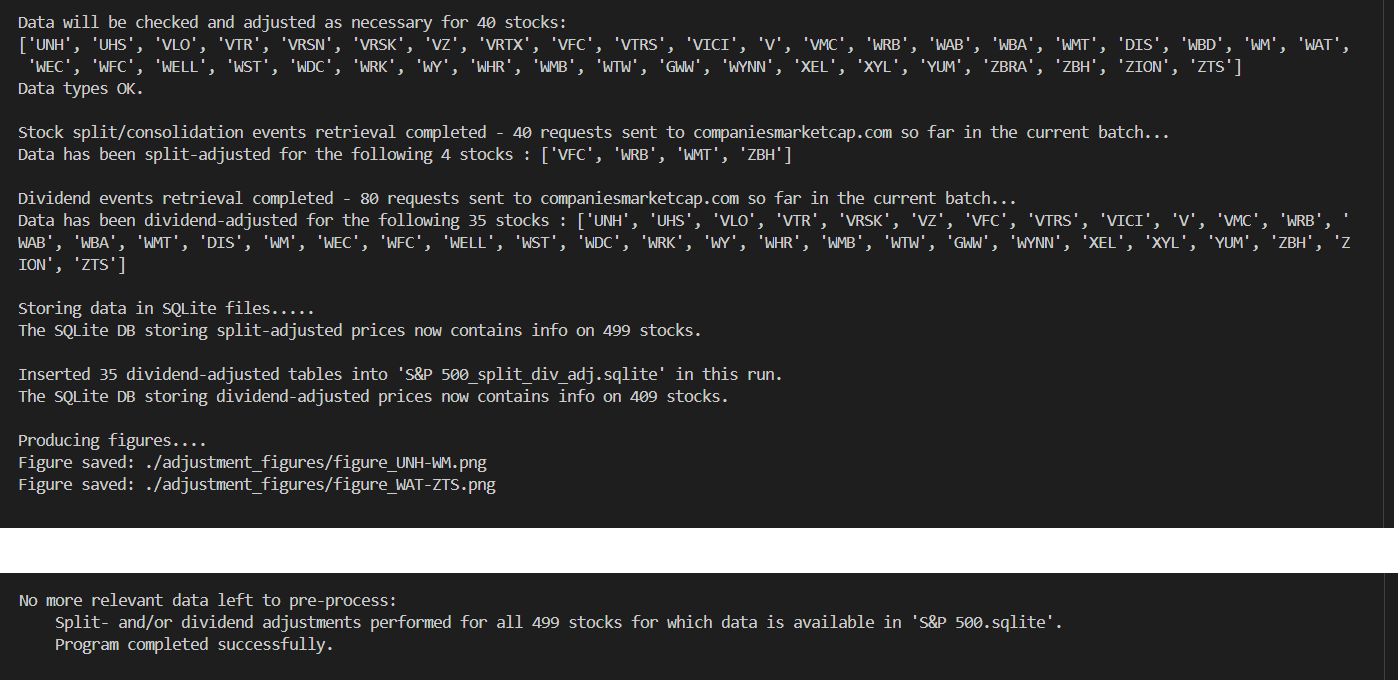 Data will be checked and adjusted as necessary for 40 stocks:
['UNH', 'UHS', 'VLO', 'VTR', 'VRSN', 'VRSK', 'VZ', 'VRTX', 'VFC', 'VTRS', 'VICI', 'V', 'VMC', 'WRB', 'WAB', 'WBA', 'WMT', 'DIS', 'WBD', 'WM', 'WAT',
'WEC', 'WFC', 'WELL', 'WST', 'WDC', 'WRK', 'WY', 'WHR', 'WMB', 'WTW', 'GWW', 'WYNN', 'XEL', 'XYL', 'YUM', 'ZBRA', 'ZBH', 'ZION', 'ZTS']
Data types OK.
Stock split/consolidation events retrieval completed - 40 requests sent to companiesmarketcap.com so far in the current batch...
Data has been split-adjusted for the following 4 stocks : ['VFC', 'WRB', 'WMT', 'ZBH']
Dividend events retrieval completed - 80 requests sent to companiesmarketcap.com so far in the current batch...
Data has been dividend-adjusted for the following 35 stocks : ['UNH', 'UHS', 'VLO', 'VTR', 'VRSK', 'VZ', 'VFC', 'VTRS', 'VICI', 'V', 'VMC', 'WRB', '
WAB', 'WBA', 'WMT', 'DIS', 'WM', 'WEC', 'WFC', 'WELL', 'WST', 'WDC', 'WRK', 'WY', 'WHR', 'WMB', 'WTW', 'GWW', 'WYNN', 'XEL', 'XYL', 'YUM', 'ZBH', 'Z
ION', 'ZTS']
Storing data in SQLite files.....
The SQLite DB storing split-adjusted prices now contains info on 499 stocks.
Inserted 35 dividend-adjusted tables into 'S&P 500_split_div_adj.sqlite' in this run.
The SQLite DB storing dividend-adjusted prices now contains info on 409 stocks.
Producing figures....
Figure saved: ./adjustment_figures/figure_UNH-WM.png
Figure saved: ./adjustment_figures/figure_WAT-ZTS.png
No more relevant data left to pre-process:
Split- and/or dividend adjustments performed for all 499 stocks for which data is available in 'S&P 500.sqlite'.
Program completed successfully.